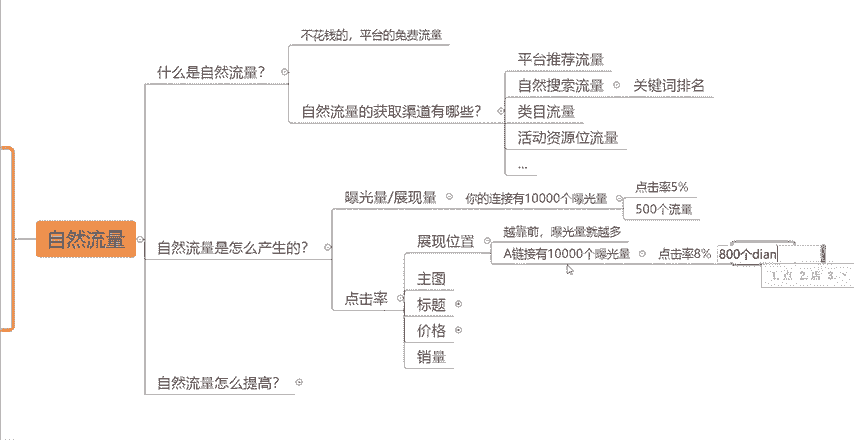 自然流量
什么是自然流量？
不花钱的，平台的免费流量
自然流量的获取渠道有哪些？
平台推荐流量
自然搜索流量
关键词排名
类目流量
活动资源位流量
...
自然流量是怎么产生的？
曝光量/展现量
你的连接有10000个曝光量
点击率5%
500个流量
点击率
展现位置
越靠前，曝光量就越多
A链接有10000个曝光量
点击率8%
800个dian
1. 点 2. 店 3.
主图
标题
价格
销量
自然流量怎么提高？